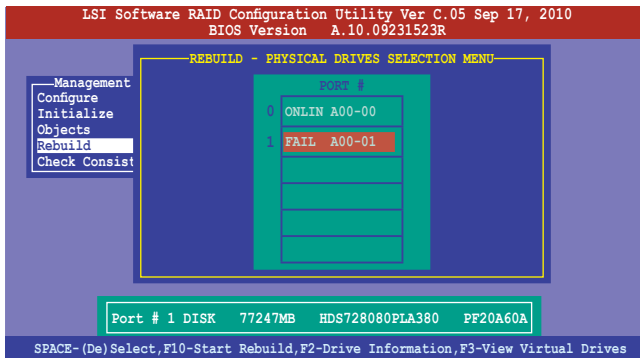 LSI Software RAID Configuration Utility Ver C.05 Sep 17, 2010
BIOS Version A.10.09231523R
REBUILD - PHYSICAL DRIVES SELECTION MENU
Management
Configure
Initialize
Objects
Rebuild
Check Consist
PORT #
0 ONLIN A00-00
1 FAIL A00-01
Port # 1 DISK 77247MB HDS728080PLA380 PF20A60A
SPACE-(De)Select,F10-Start Rebuild,F2-Drive Information,F3-View Virtual Drives